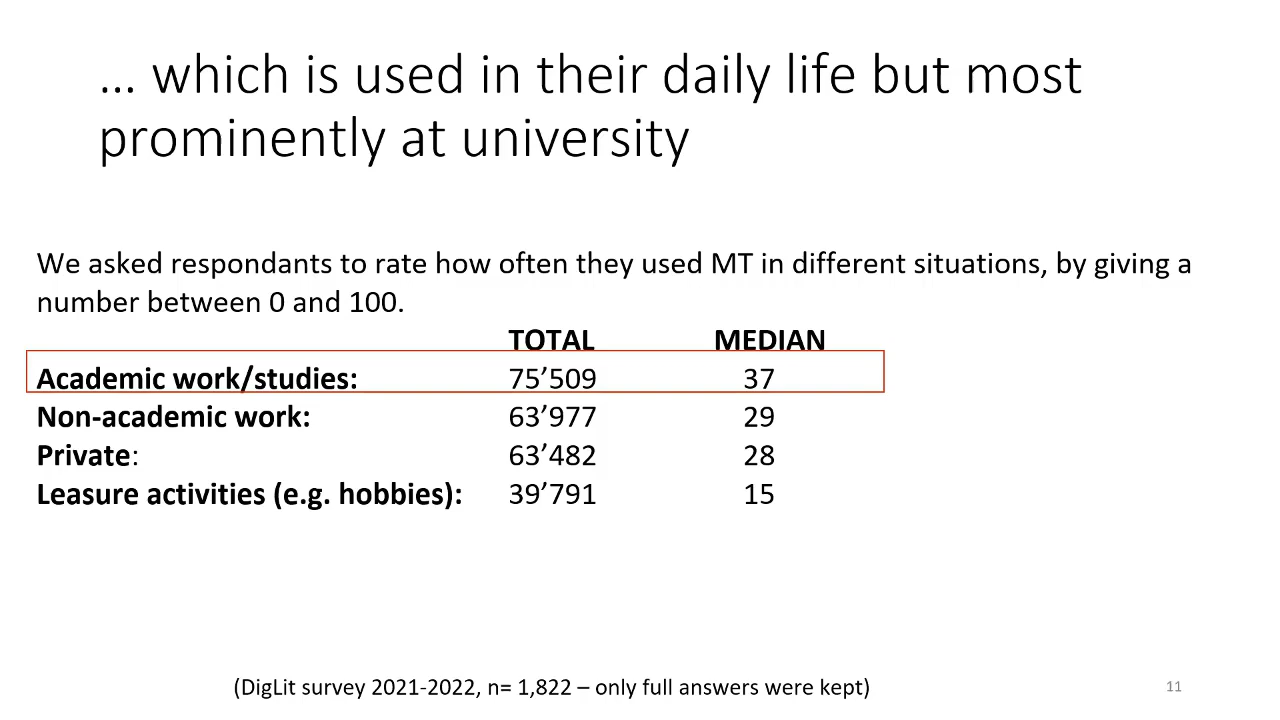 ... which is used in their daily life but most
prominently at university
We asked respondants to rate how often they used MT in different situations, by giving a
number between 0 and 100.
TOTAL MEDIAN
Academic work/studies: 75’509 37
Non-academic work: 63’977 29
Private: 63’482 28
Leasure activities (e.g. hobbies): 39’791 15
(DigLit survey 2021-2022, n= 1,822 – only full answers were kept)
11